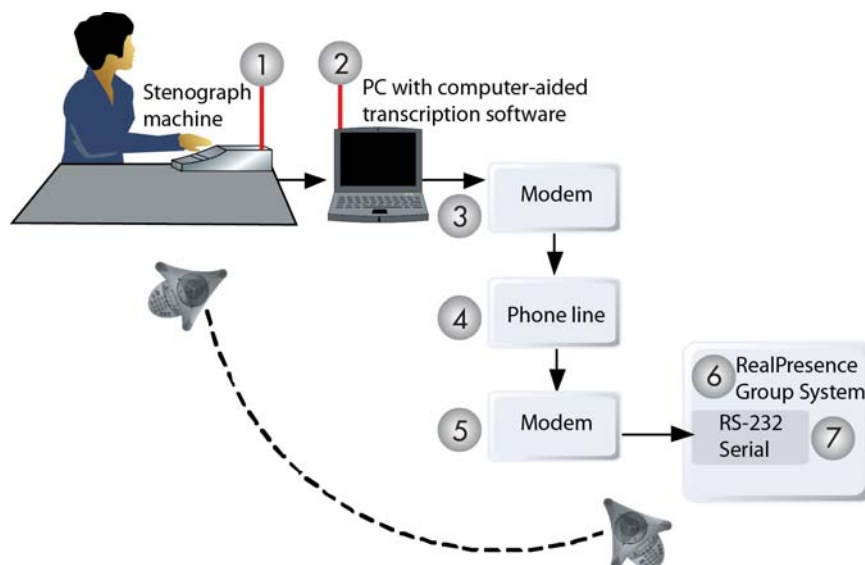 1
Stenograph
machine
2
PC with computer-aided
transcription software
3
Modem
4
Phone line
5
Modem
6
RealPresence
Group System
RS-232
Serial
7